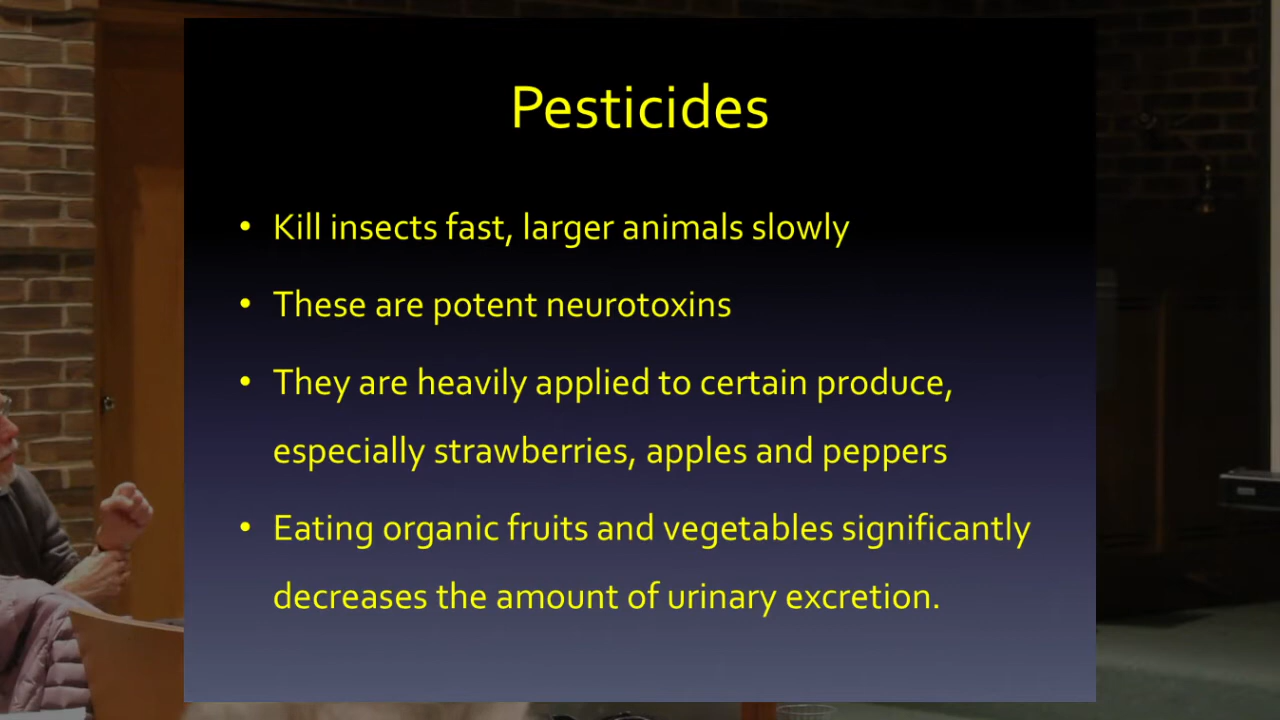 Pesticides
• Kill insects fast, larger animals slowly
• These are potent neurotoxins
• They are heavily applied to certain produce,
especially strawberries, apples and peppers
• Eating organic fruits and vegetables significantly
decreases the amount of urinary excretion.